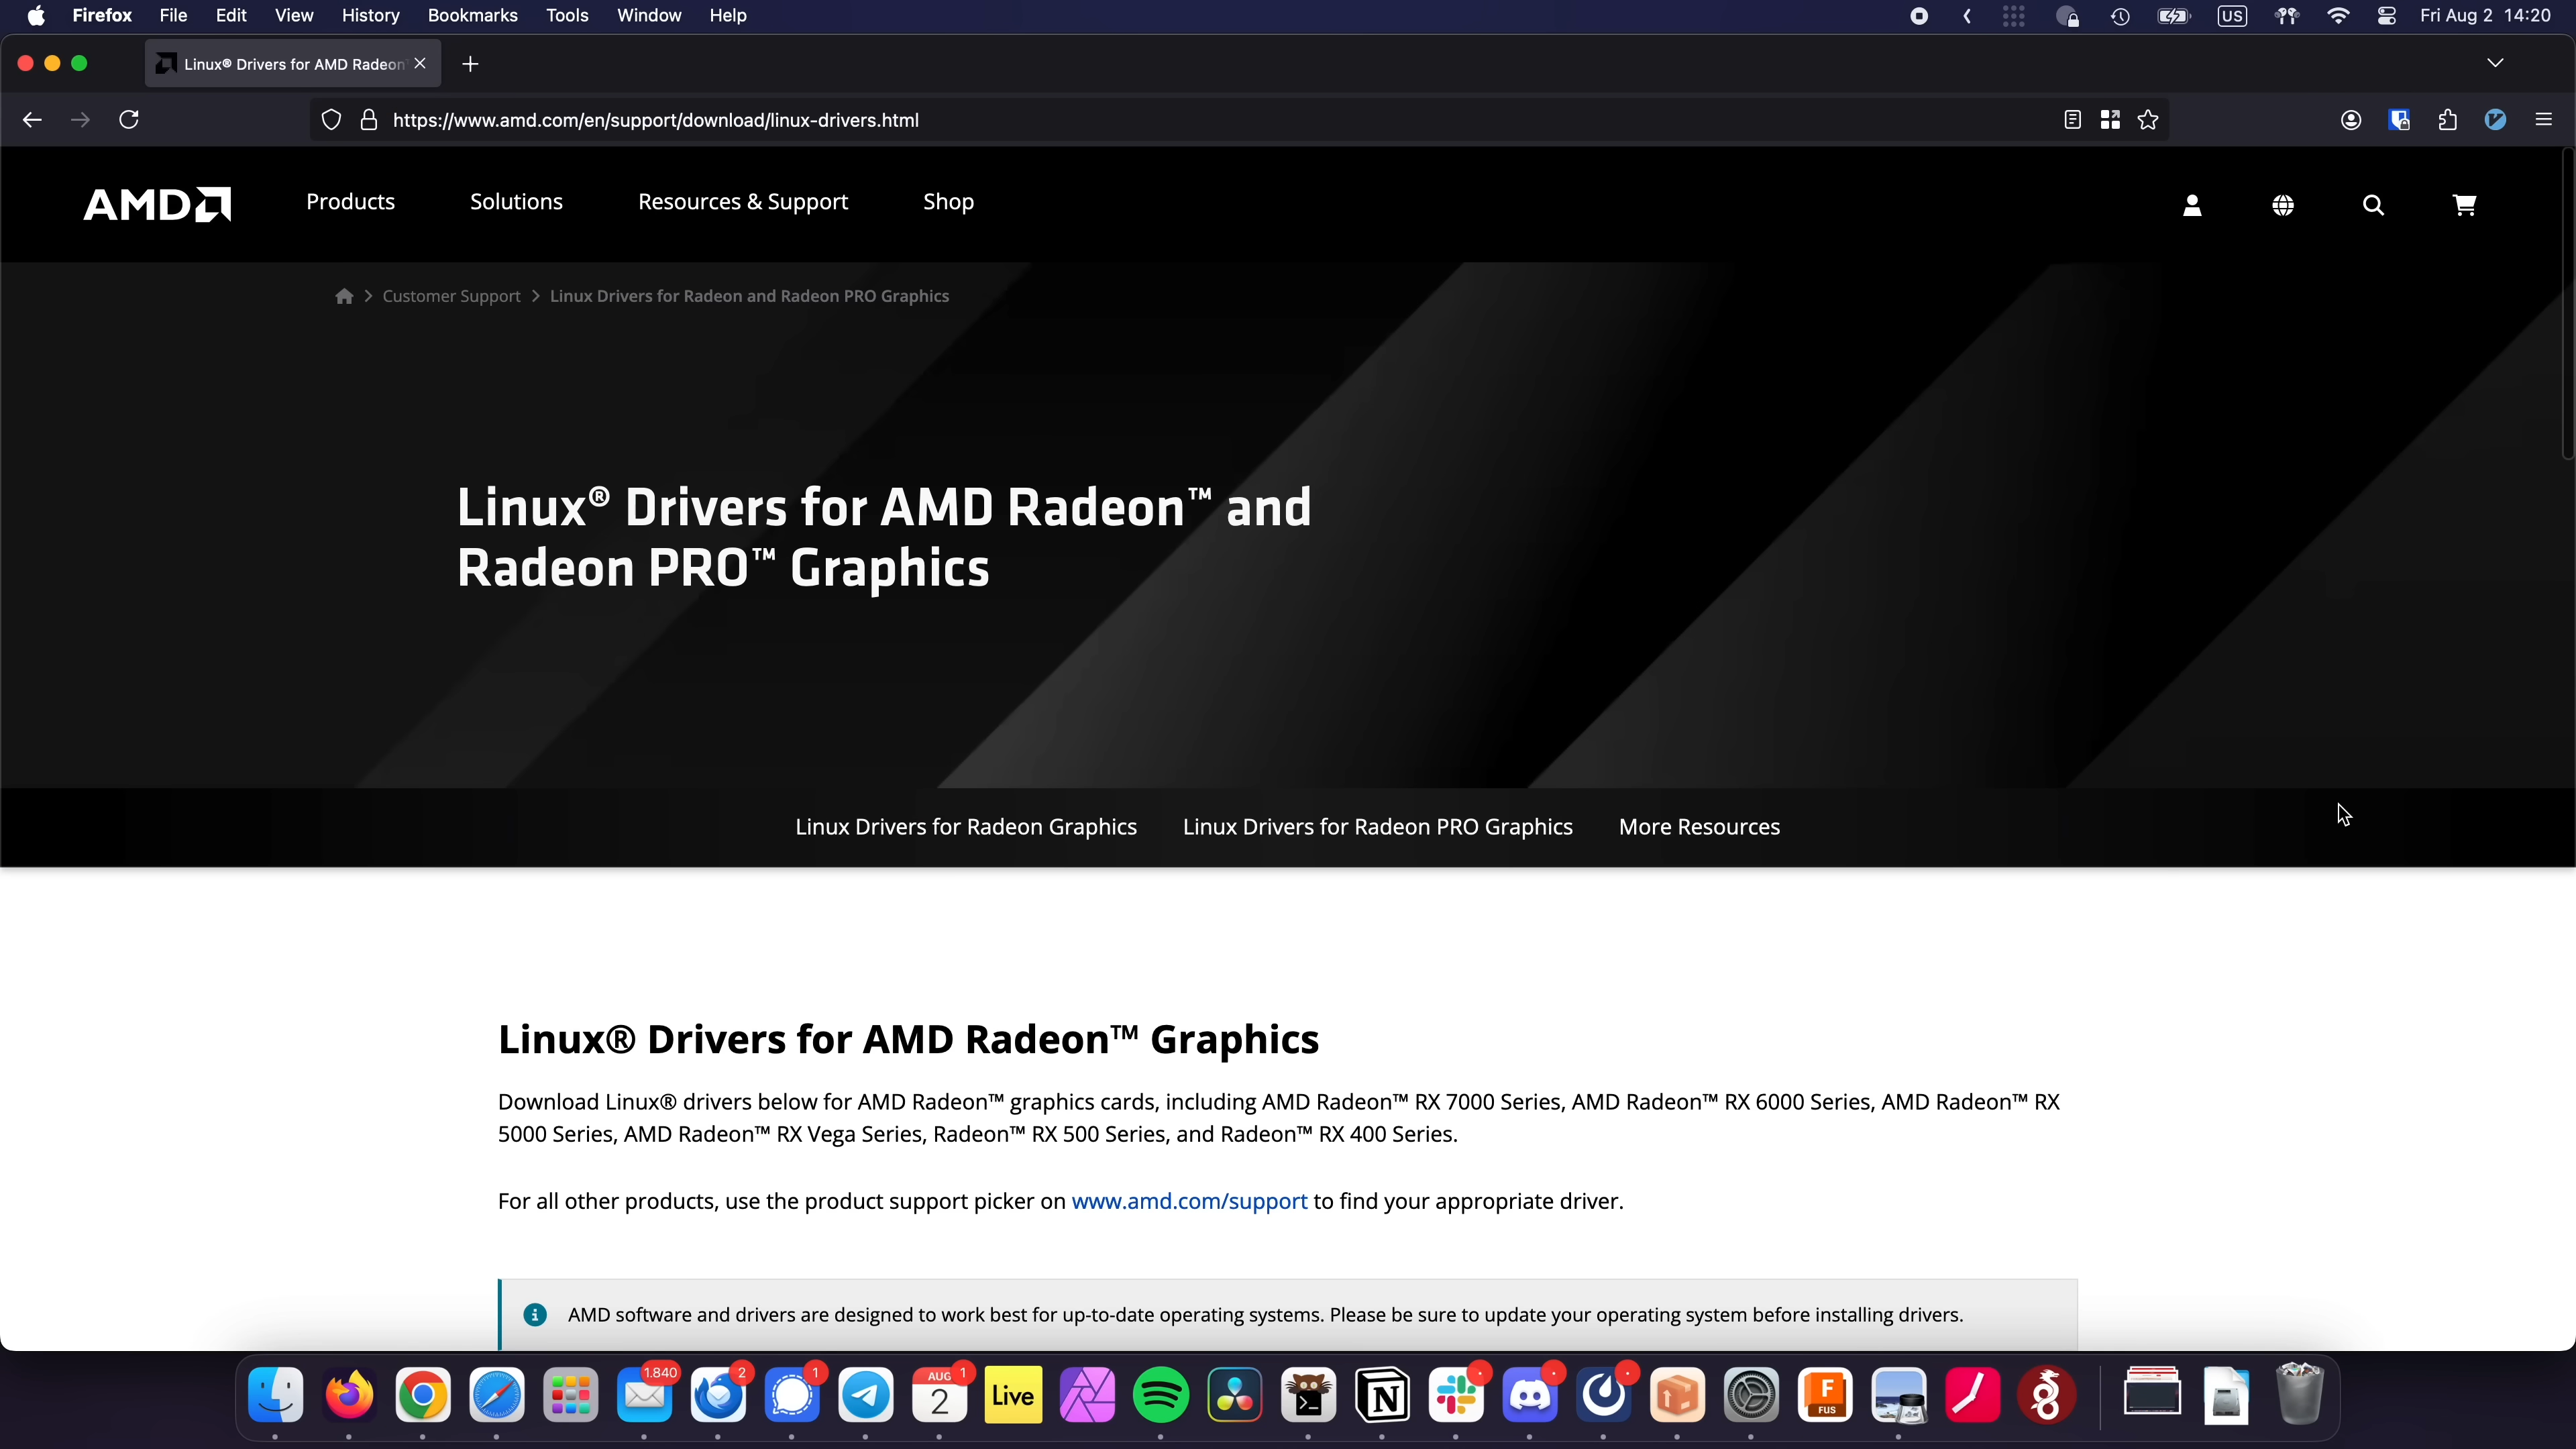 Firefox File Edit View History Bookmarks Tools Window Help US Fri Aug 2 14:20
Linux® Drivers for AMD Radeon
https://www.amd.com/en/support/download/linux-drivers.html
AMD Products Solutions Resources & Support Shop
Customer Support Linux Drivers for Radeon and Radeon PRO Graphics
Linux® Drivers for AMD Radeon™ and
Radeon PRO™ Graphics
Linux Drivers for Radeon Graphics Linux Drivers for Radeon PRO Graphics More Resources
Linux® Drivers for AMD Radeon™ Graphics
Download Linux® drivers below for AMD Radeon™ graphics cards, including AMD Radeon™ RX 7000 Series, AMD Radeon™ RX 6000 Series, AMD Radeon™ RX
5000 Series, AMD Radeon™ RX Vega Series, Radeon™ RX 500 Series, and Radeon™ RX 400 Series.
For all other products, use the product support picker on www.amd.com/support to find your appropriate driver.
AMD software and drivers are designed to work best for up-to-date operating systems. Please be sure to update your operating system before installing drivers.
1.840 2 1 AUG 1
2 Live F
FUS